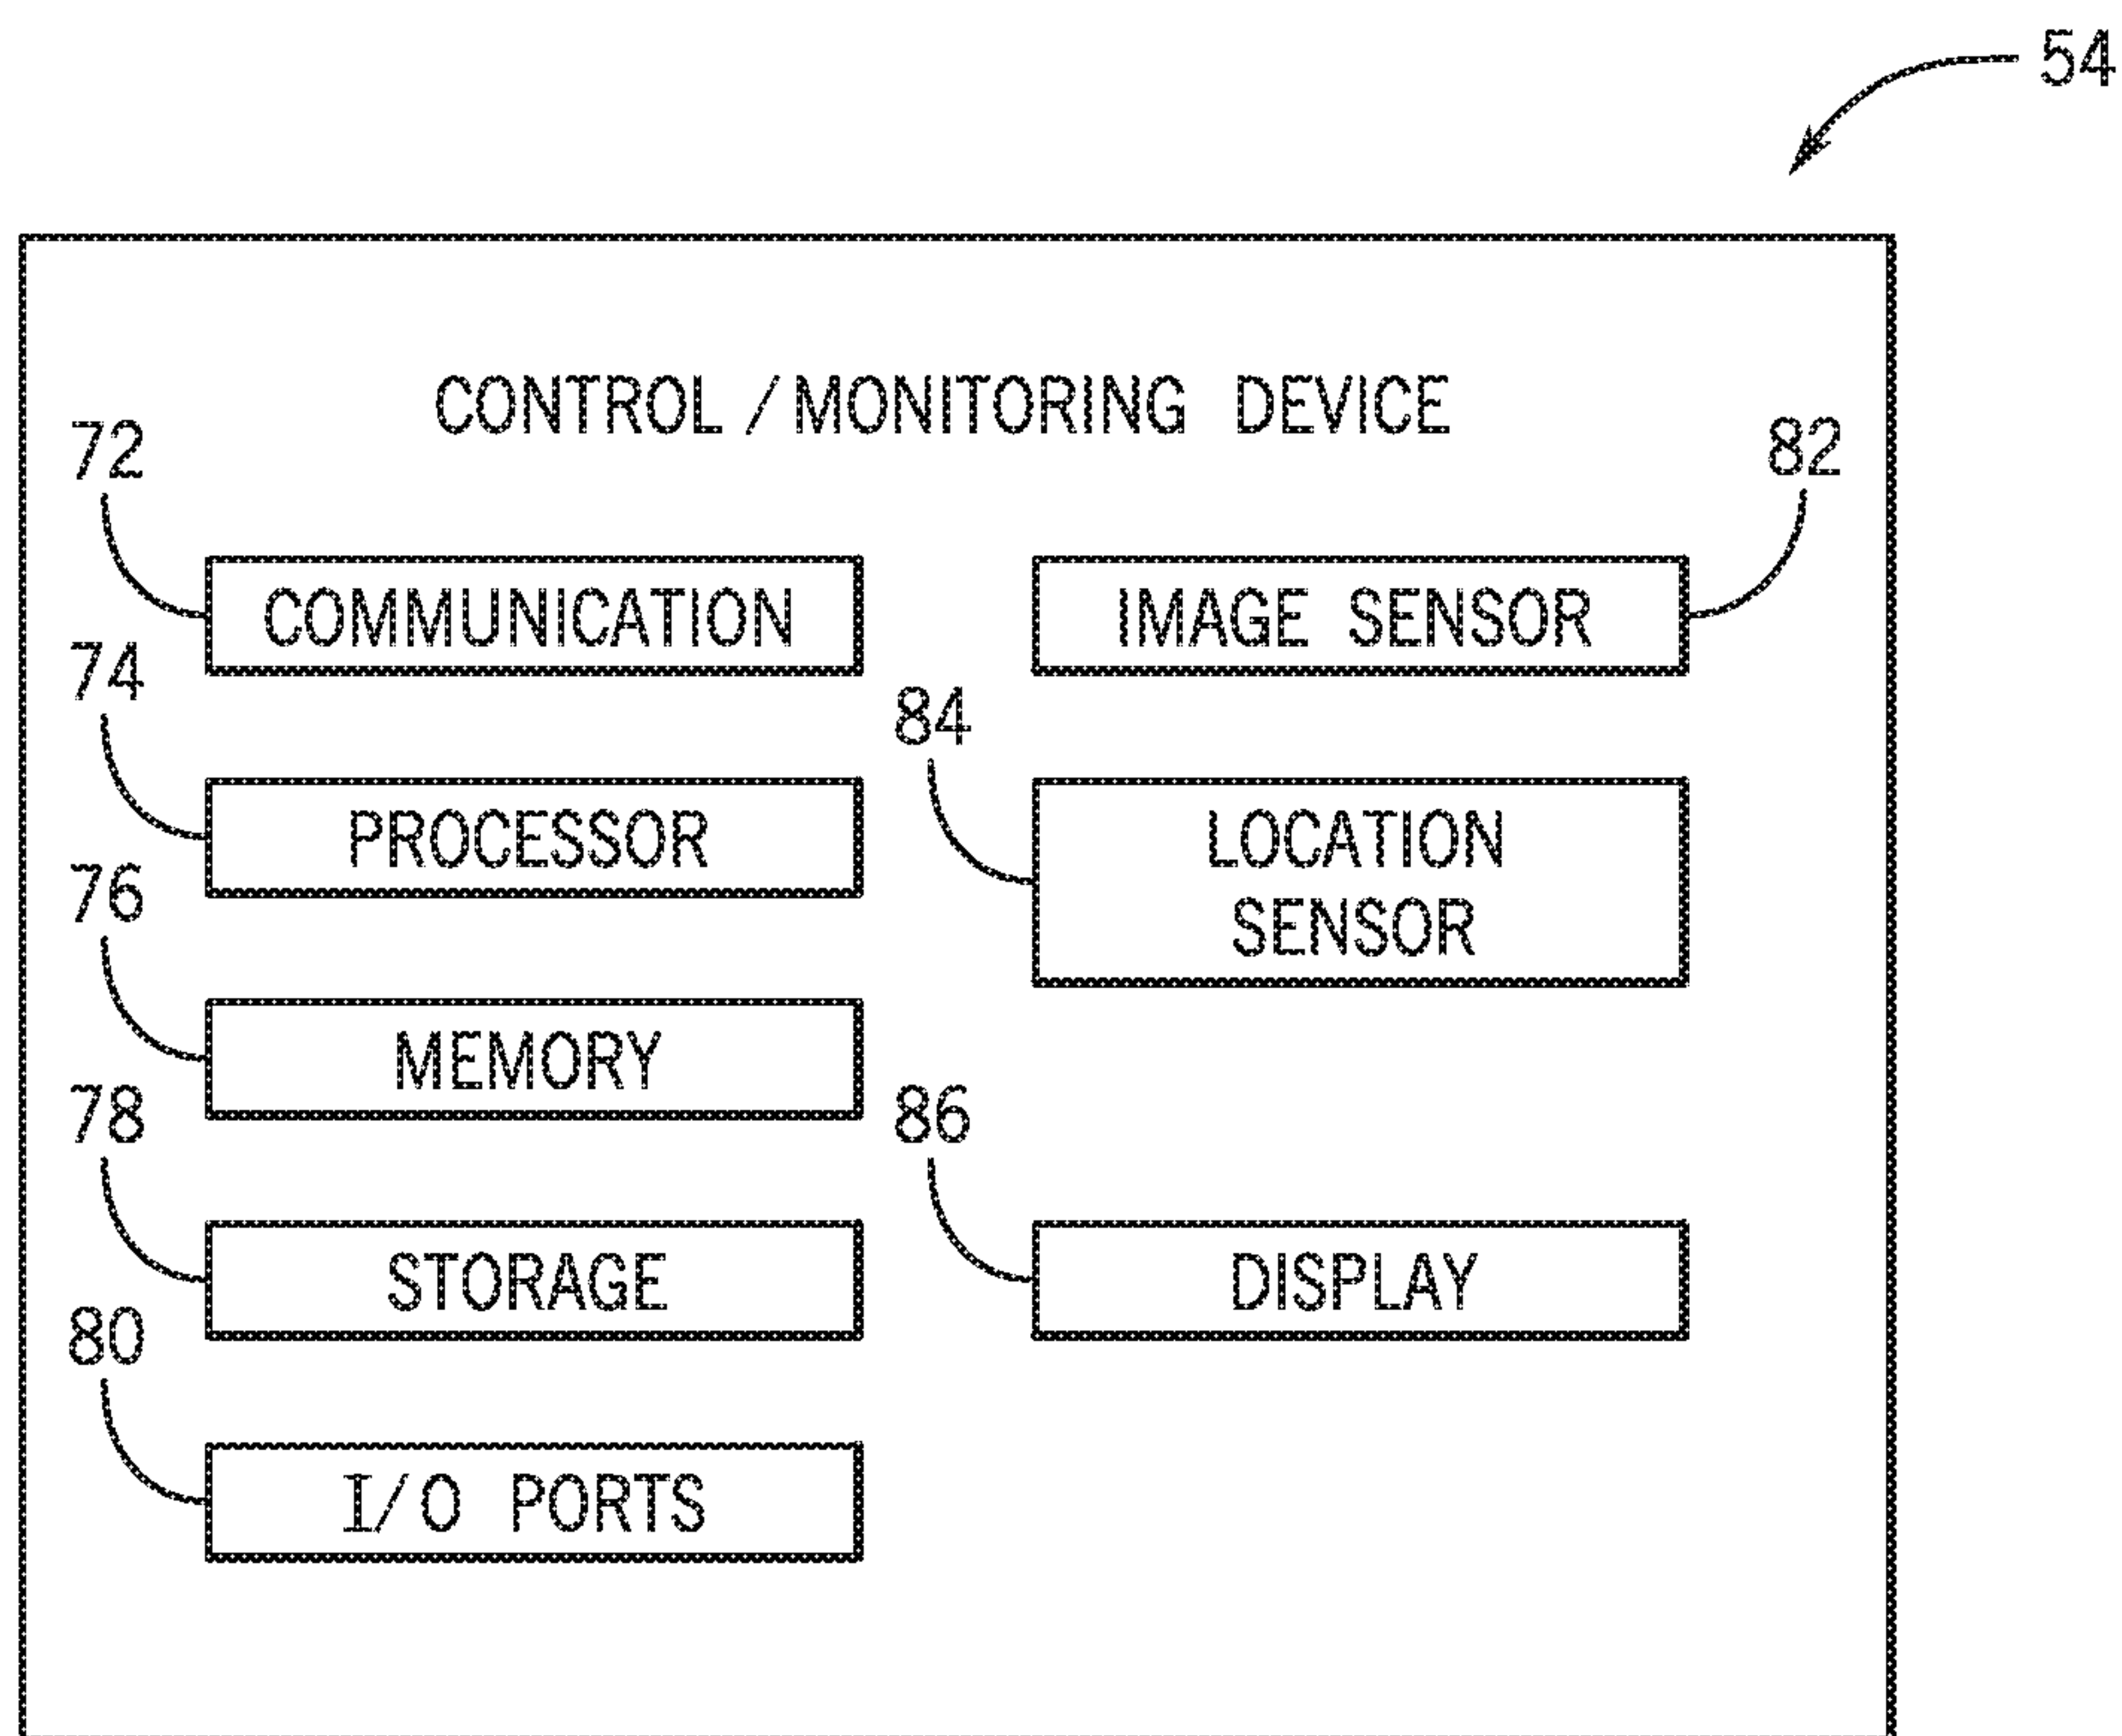 54
CONTROL / MONITORING DEVICE
72
COMMUNICATION
82
IMAGE SENSOR
74
PROCESSOR
84
LOCATION
SENSOR
76
MEMORY
78
STORAGE
86
DISPLAY
80
I/O PORTS